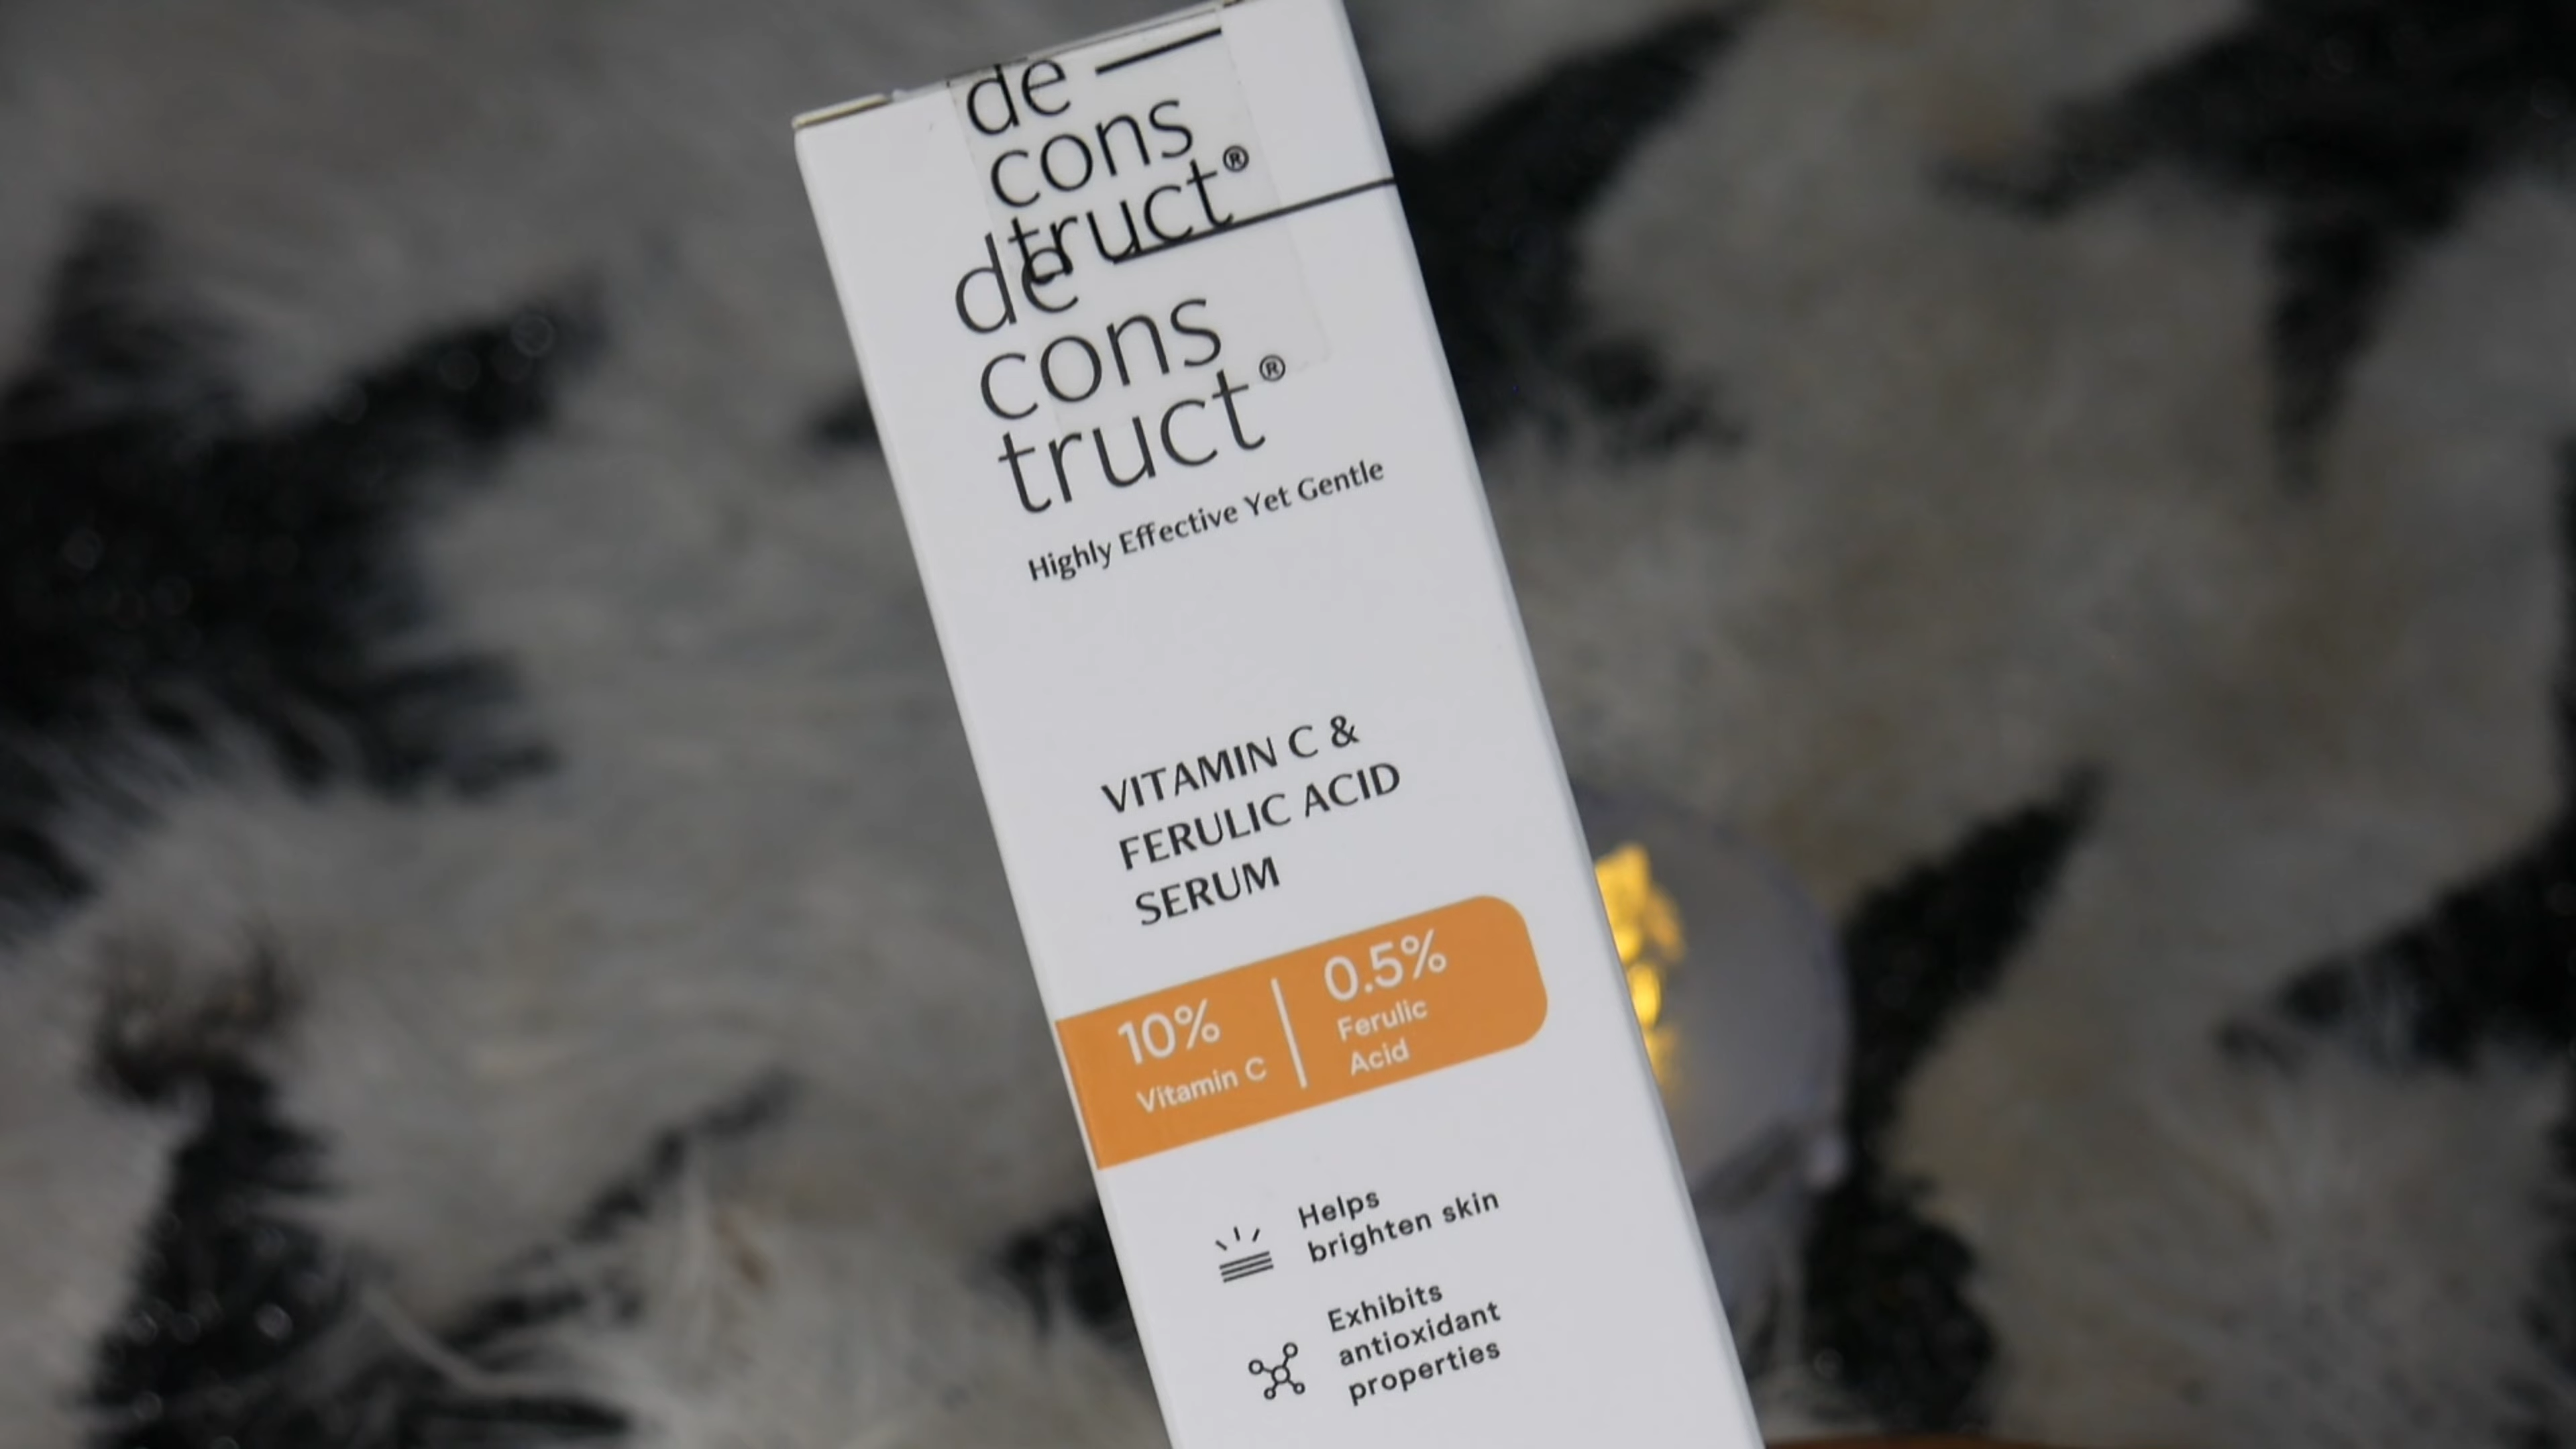 de
cons
truct®
de
cons
truct®
Highly Effective Yet Gentle
VITAMIN C &
FERULIC ACID
SERUM
10%
Vitamin C
0.5%
Ferulic
Acid
Helps
brighten skin
Exhibits
antioxidant
properties